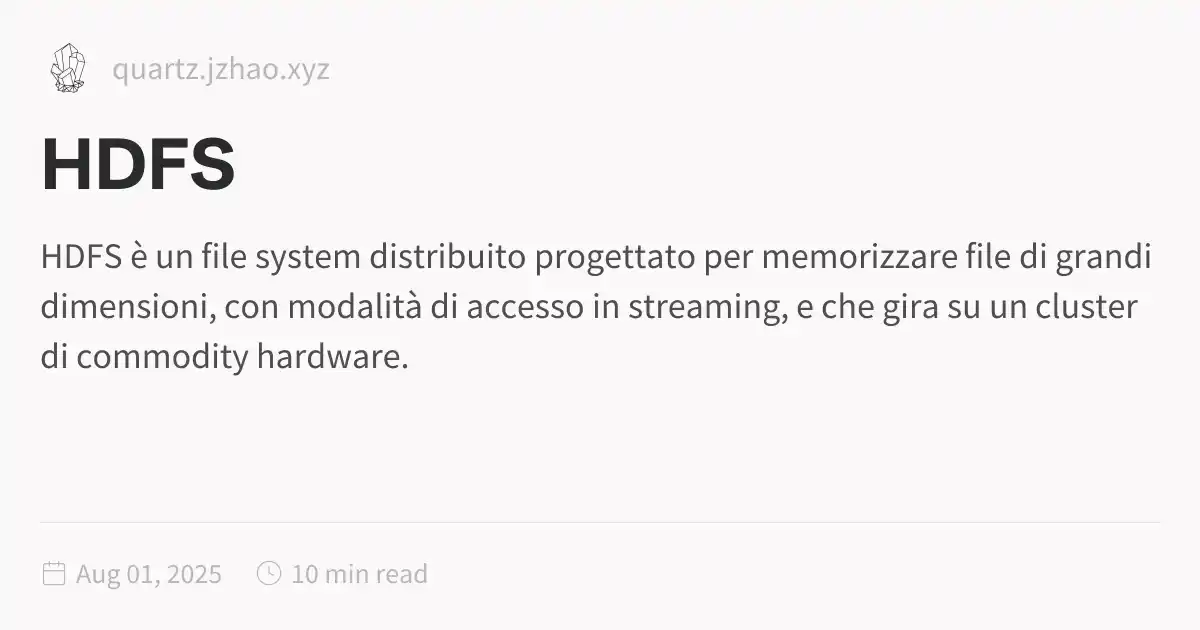 quartz.jzhao.xyz
HDFS
HDFS è un file system distribuito progettato per memorizzare file di grandi
dimensioni, con modalità di accesso in streaming, e che gira su un cluster
di commodity hardware.
Aug 01, 2025 10 min read